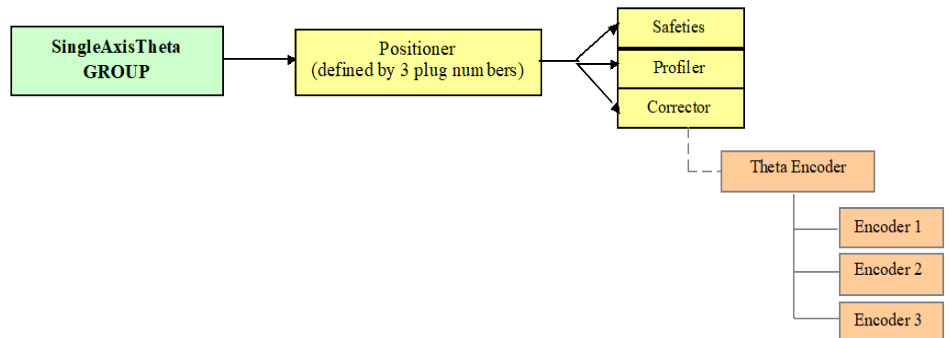 SingleAxisTheta
GROUP
Positioner
(defined by 3 plug numbers)
Safeties
Profiler
Corrector
Theta Encoder
Encoder 1
Encoder 2
Encoder 3